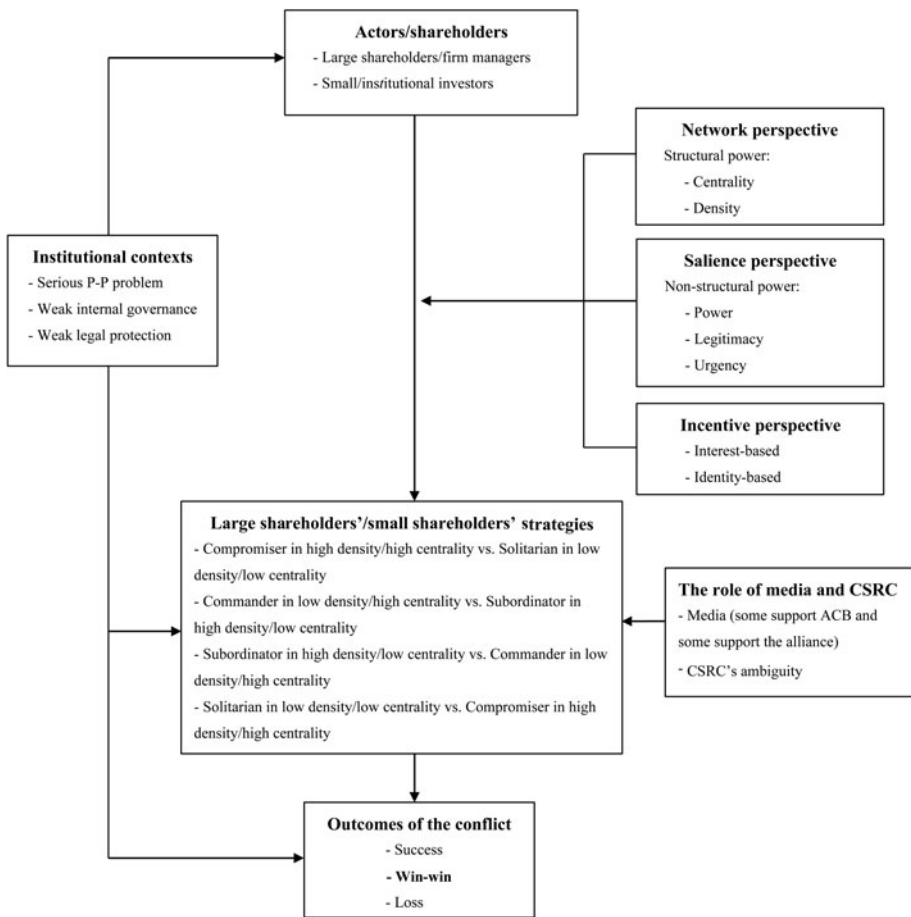 Actors/shareholders
- Large shareholders/firm managers
- Small/institutional investors
Network perspective
Structural power:
- Centrality
- Density
Institutional contexts
- Serious P-P problem
- Weak internal governance
- Weak legal protection
Salience perspective
Non-structural power:
- Power
- Legitimacy
- Urgency
Incentive perspective
- Interest-based
- Identity-based
Large shareholders’/small shareholders’ strategies
- Compromiser in high density/high centrality vs. Solitarian in low
density/low centrality
- Commander in low density/high centrality vs. Subordinator in
high density/low centrality
- Subordinator in high density/low centrality vs. Commander in low
density/high centrality
- Solitarian in low density/low centrality vs. Compromiser in high
density/high centrality
The role of media and CSRC
- Media (some support ACB and
some support the alliance)
- CSRC’s ambiguity
Outcomes of the conflict
- Success
- Win-win
- Loss